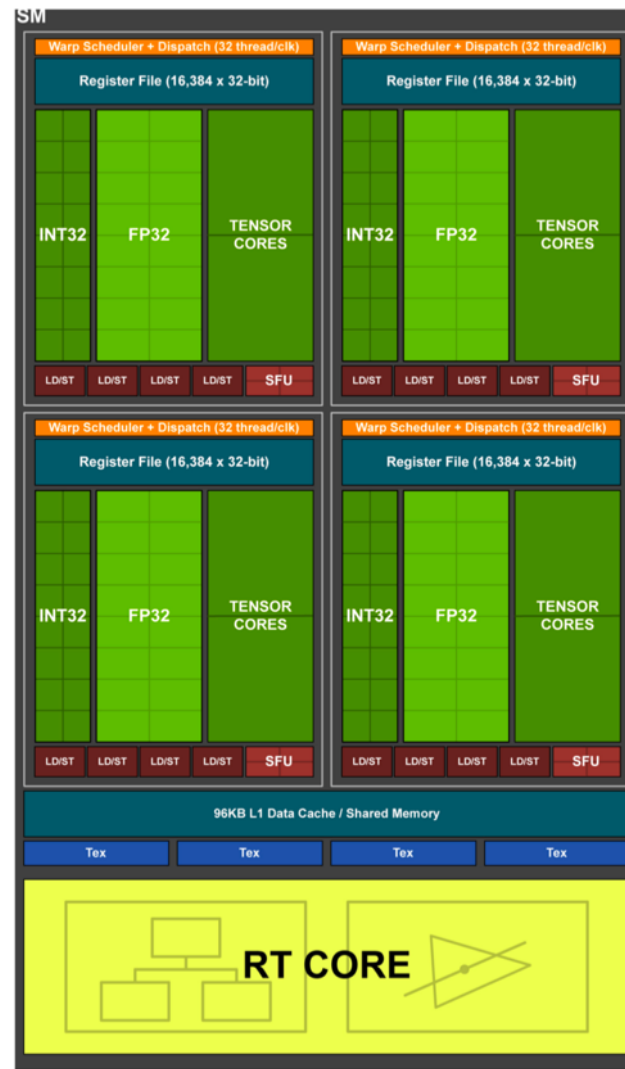 SM
Warp Scheduler + Dispatch (32 thread/clk)
Register File (16,384 x 32-bit)
INT32
FP32
TENSOR
CORES
LD/ST LD/ST LD/ST LD/ST SFU
Warp Scheduler + Dispatch (32 thread/clk)
Register File (16,384 x 32-bit)
INT32
FP32
TENSOR
CORES
LD/ST LD/ST LD/ST LD/ST SFU
Warp Scheduler + Dispatch (32 thread/clk)
Register File (16,384 x 32-bit)
INT32
FP32
TENSOR
CORES
LD/ST LD/ST LD/ST LD/ST SFU
Warp Scheduler + Dispatch (32 thread/clk)
Register File (16,384 x 32-bit)
INT32
FP32
TENSOR
CORES
LD/ST LD/ST LD/ST LD/ST SFU
96KB L1 Data Cache / Shared Memory
Tex Tex Tex Tex
RT CORE